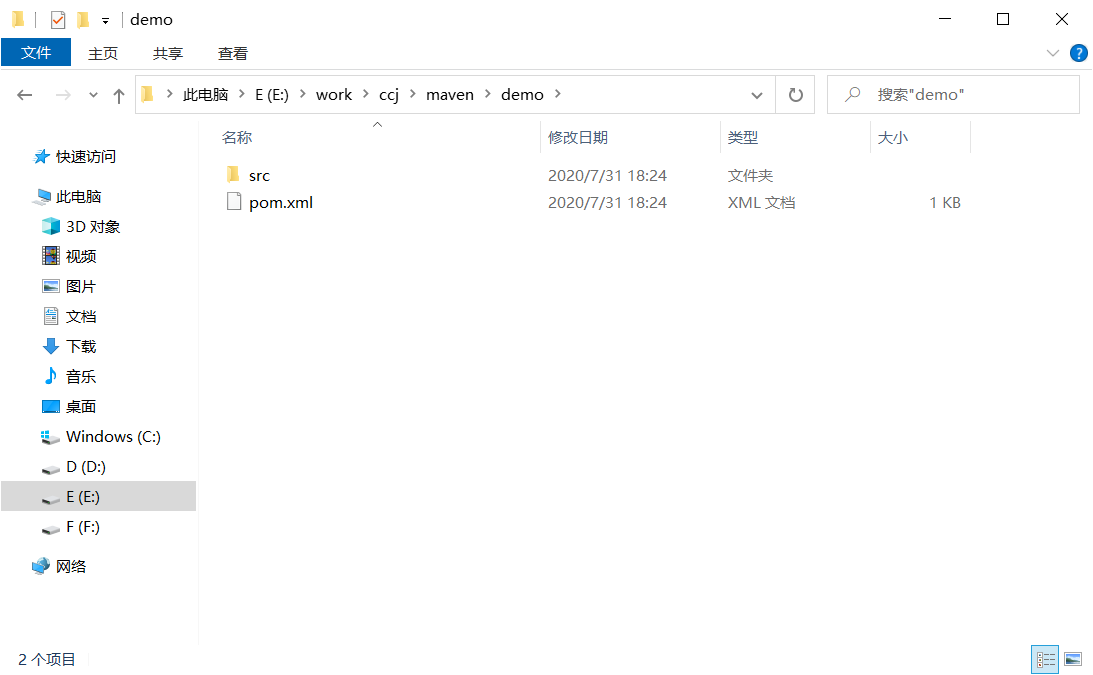 demo
文件 主页 共享 查看
此电脑 E (E:) work ccj maven demo 搜索"demo"
名称 修改日期 类型 大小
快速访问
src 2020/7/31 18:24 文件夹
此电脑
pom.xml 2020/7/31 18:24 XML 文档 1 KB
3D 对象
视频
图片
文档
下载
音乐
桌面
Windows (C:)
D (D:)
E (E:)
F (F:)
网络
2 个项目